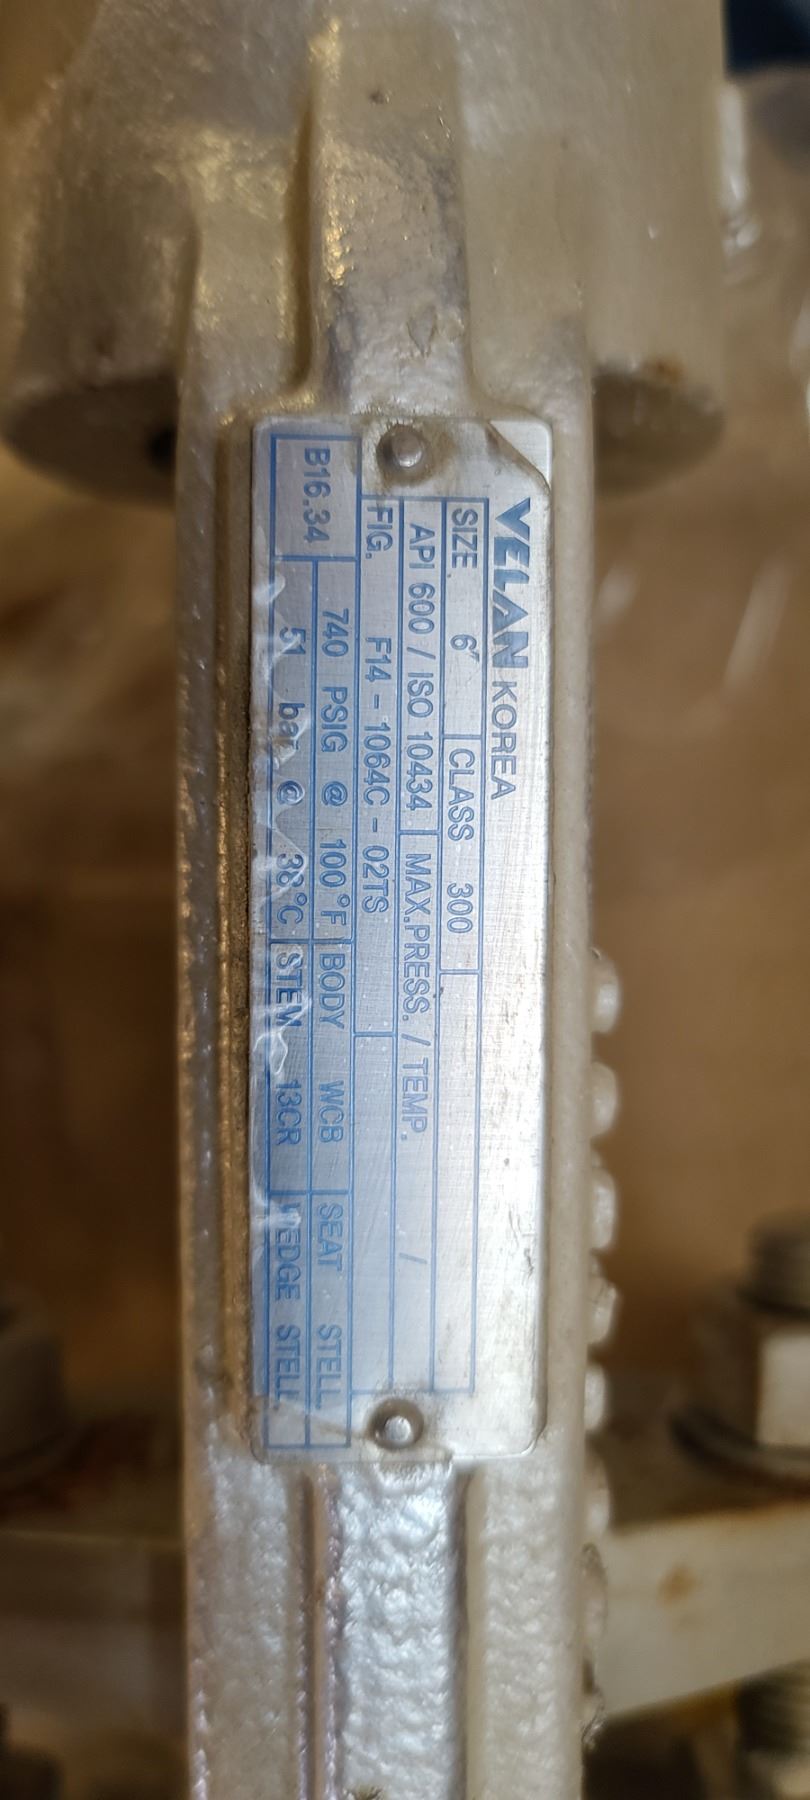 VELAN KOREA
SIZE. 6" CLASS 300
API 600 / ISO 10434 MAX.PRESS. / TEMP. /
FIG. F14 - 1064C - 02TS
B16.34 740 PSIG @ 100°F BODY WCB SEAT STELL.
51 bar @ 38°C STEM 13CR WEDGE STELL.